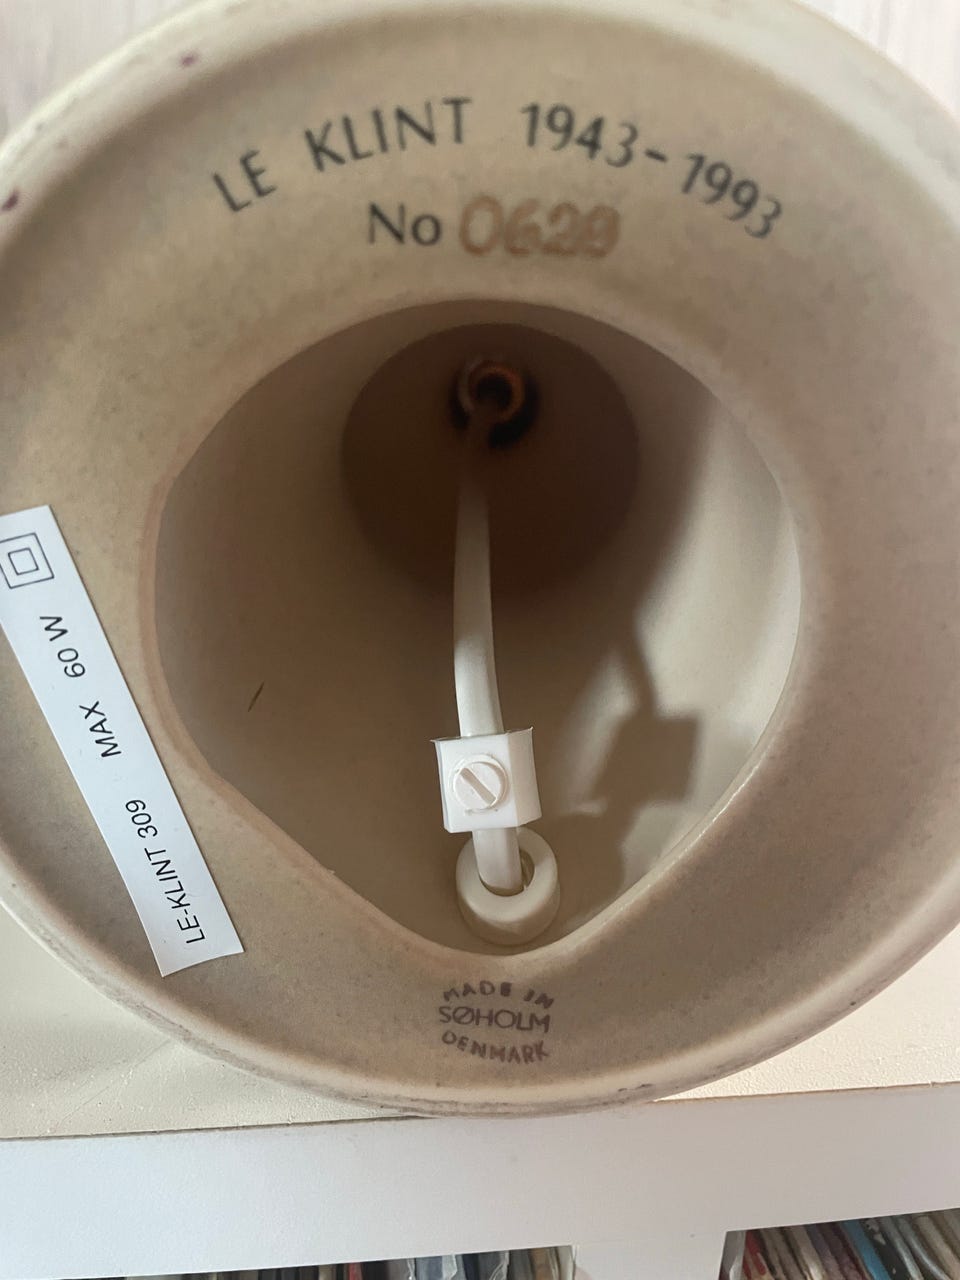 LE KLINT 1943-1993
No 0629
LE-KLINT 309 MAX 60 W
MADE IN
SØHOLM
DENMARK